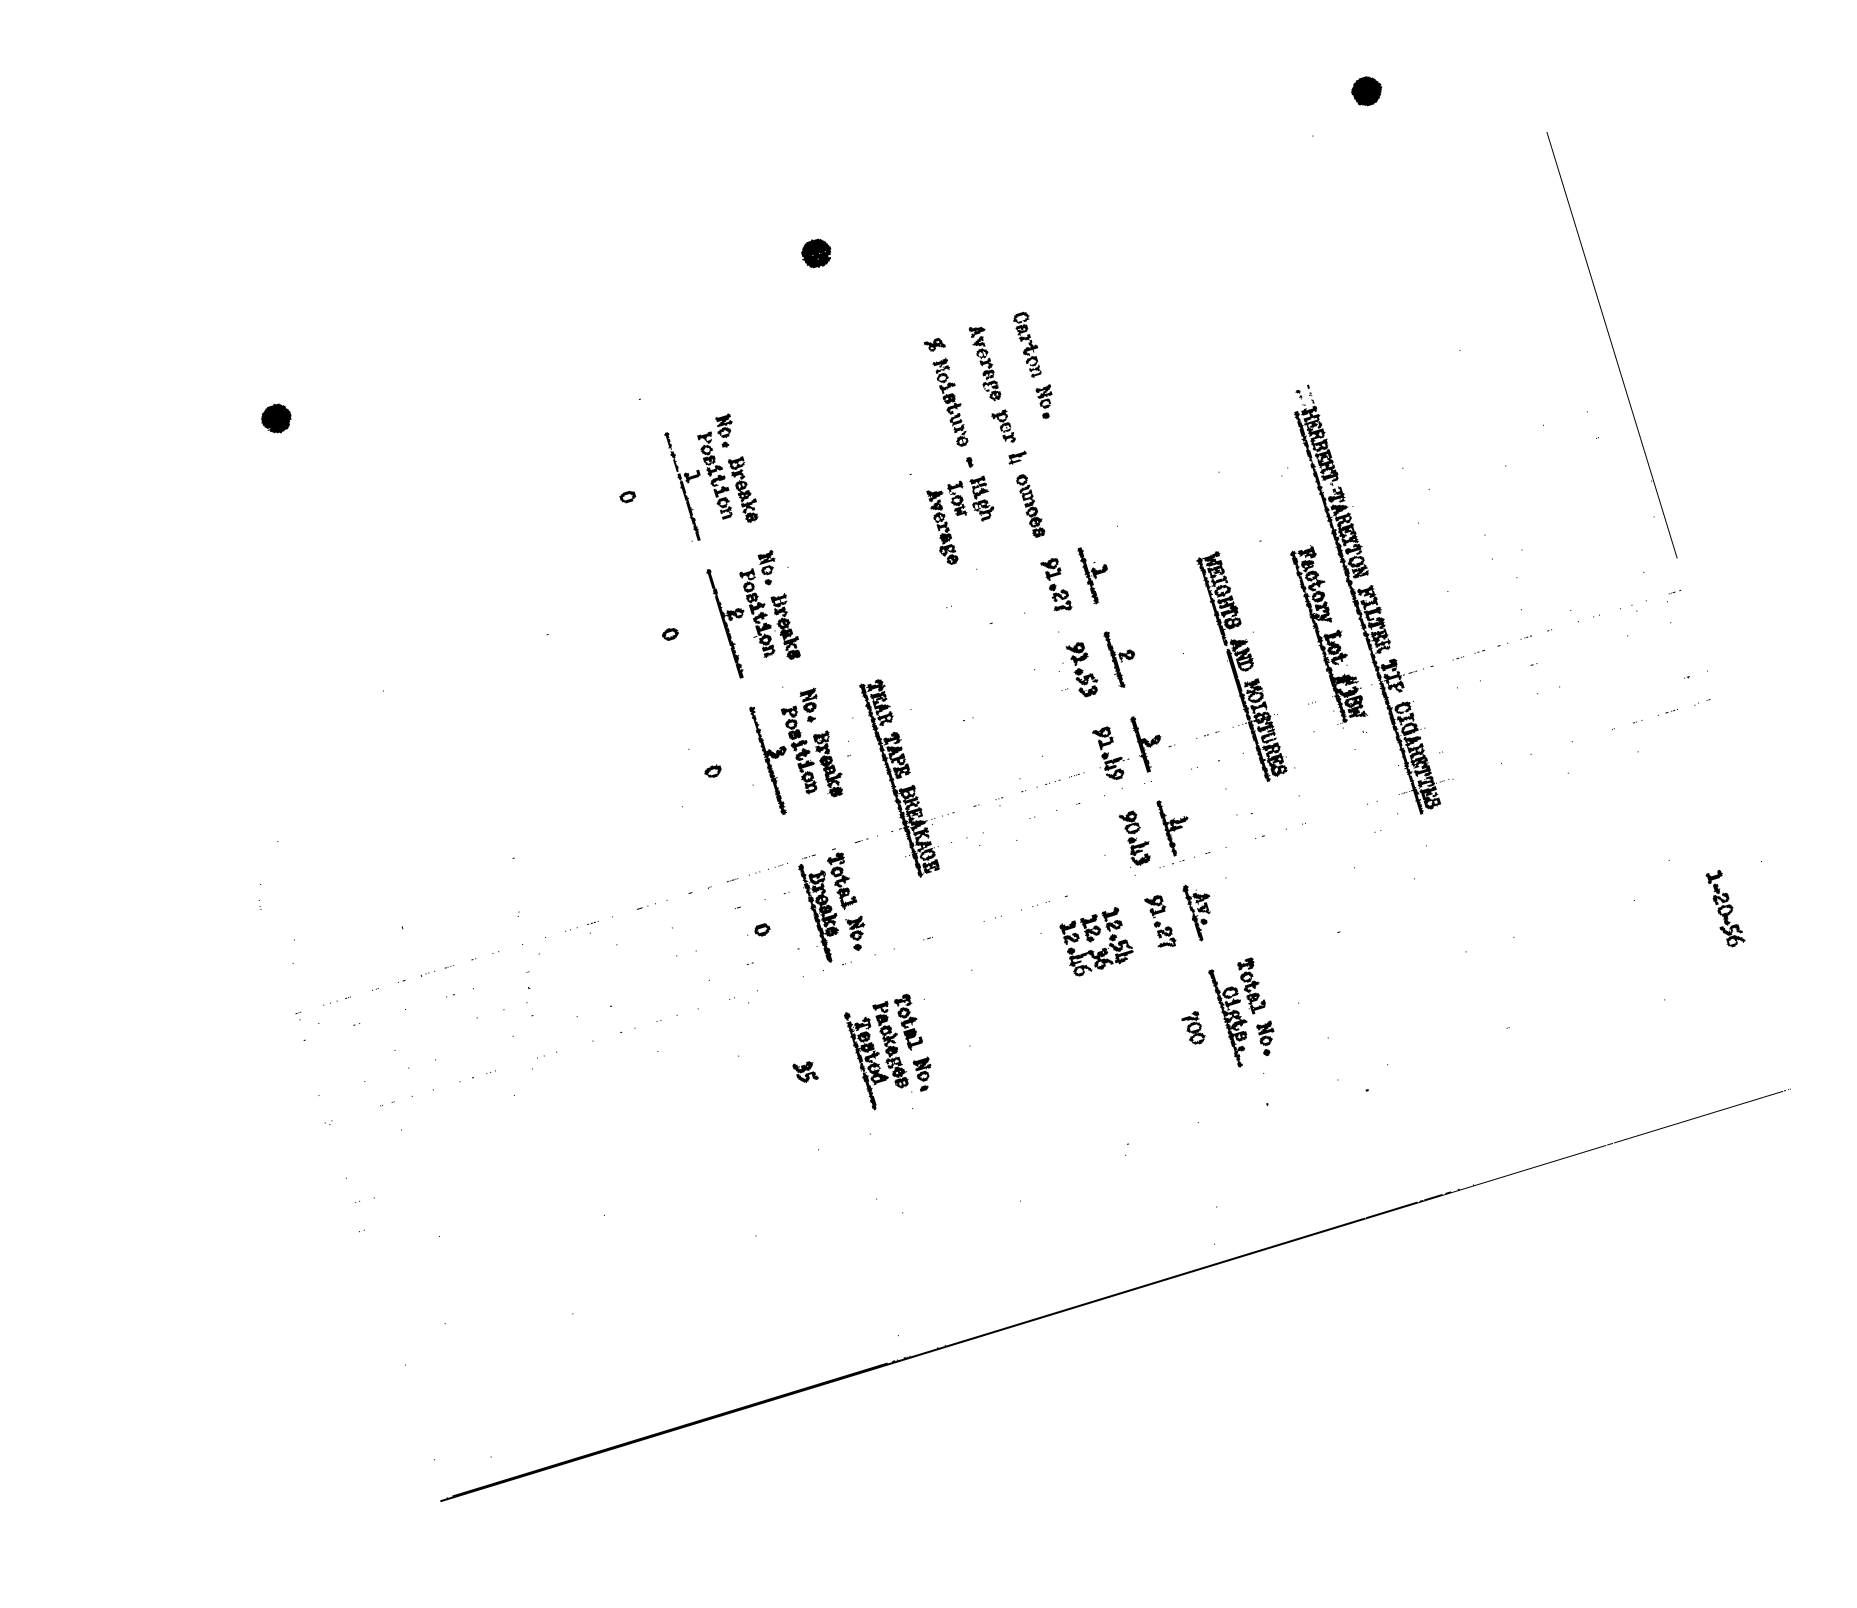 1-20-56
HERBERT TAREYTON FILTER TIP CIGARETTES
Factory Lot
WEIGHTS AND MOISTURES
Carton No. 1 2 3 4 Av. Total No. Cigts.
Average per 4 ounces 91.27 91.53 91.49 90.43 91.27 700
% Moisture - High 12.54
Low 12.36
Average 12.46
TEAR TAPE BREAKAGE
No. Breaks No. Breaks No. Breaks Total No. Total No.
Position Position Position Breaks Packages
1 2 3 Tested
0 0 0 0 35